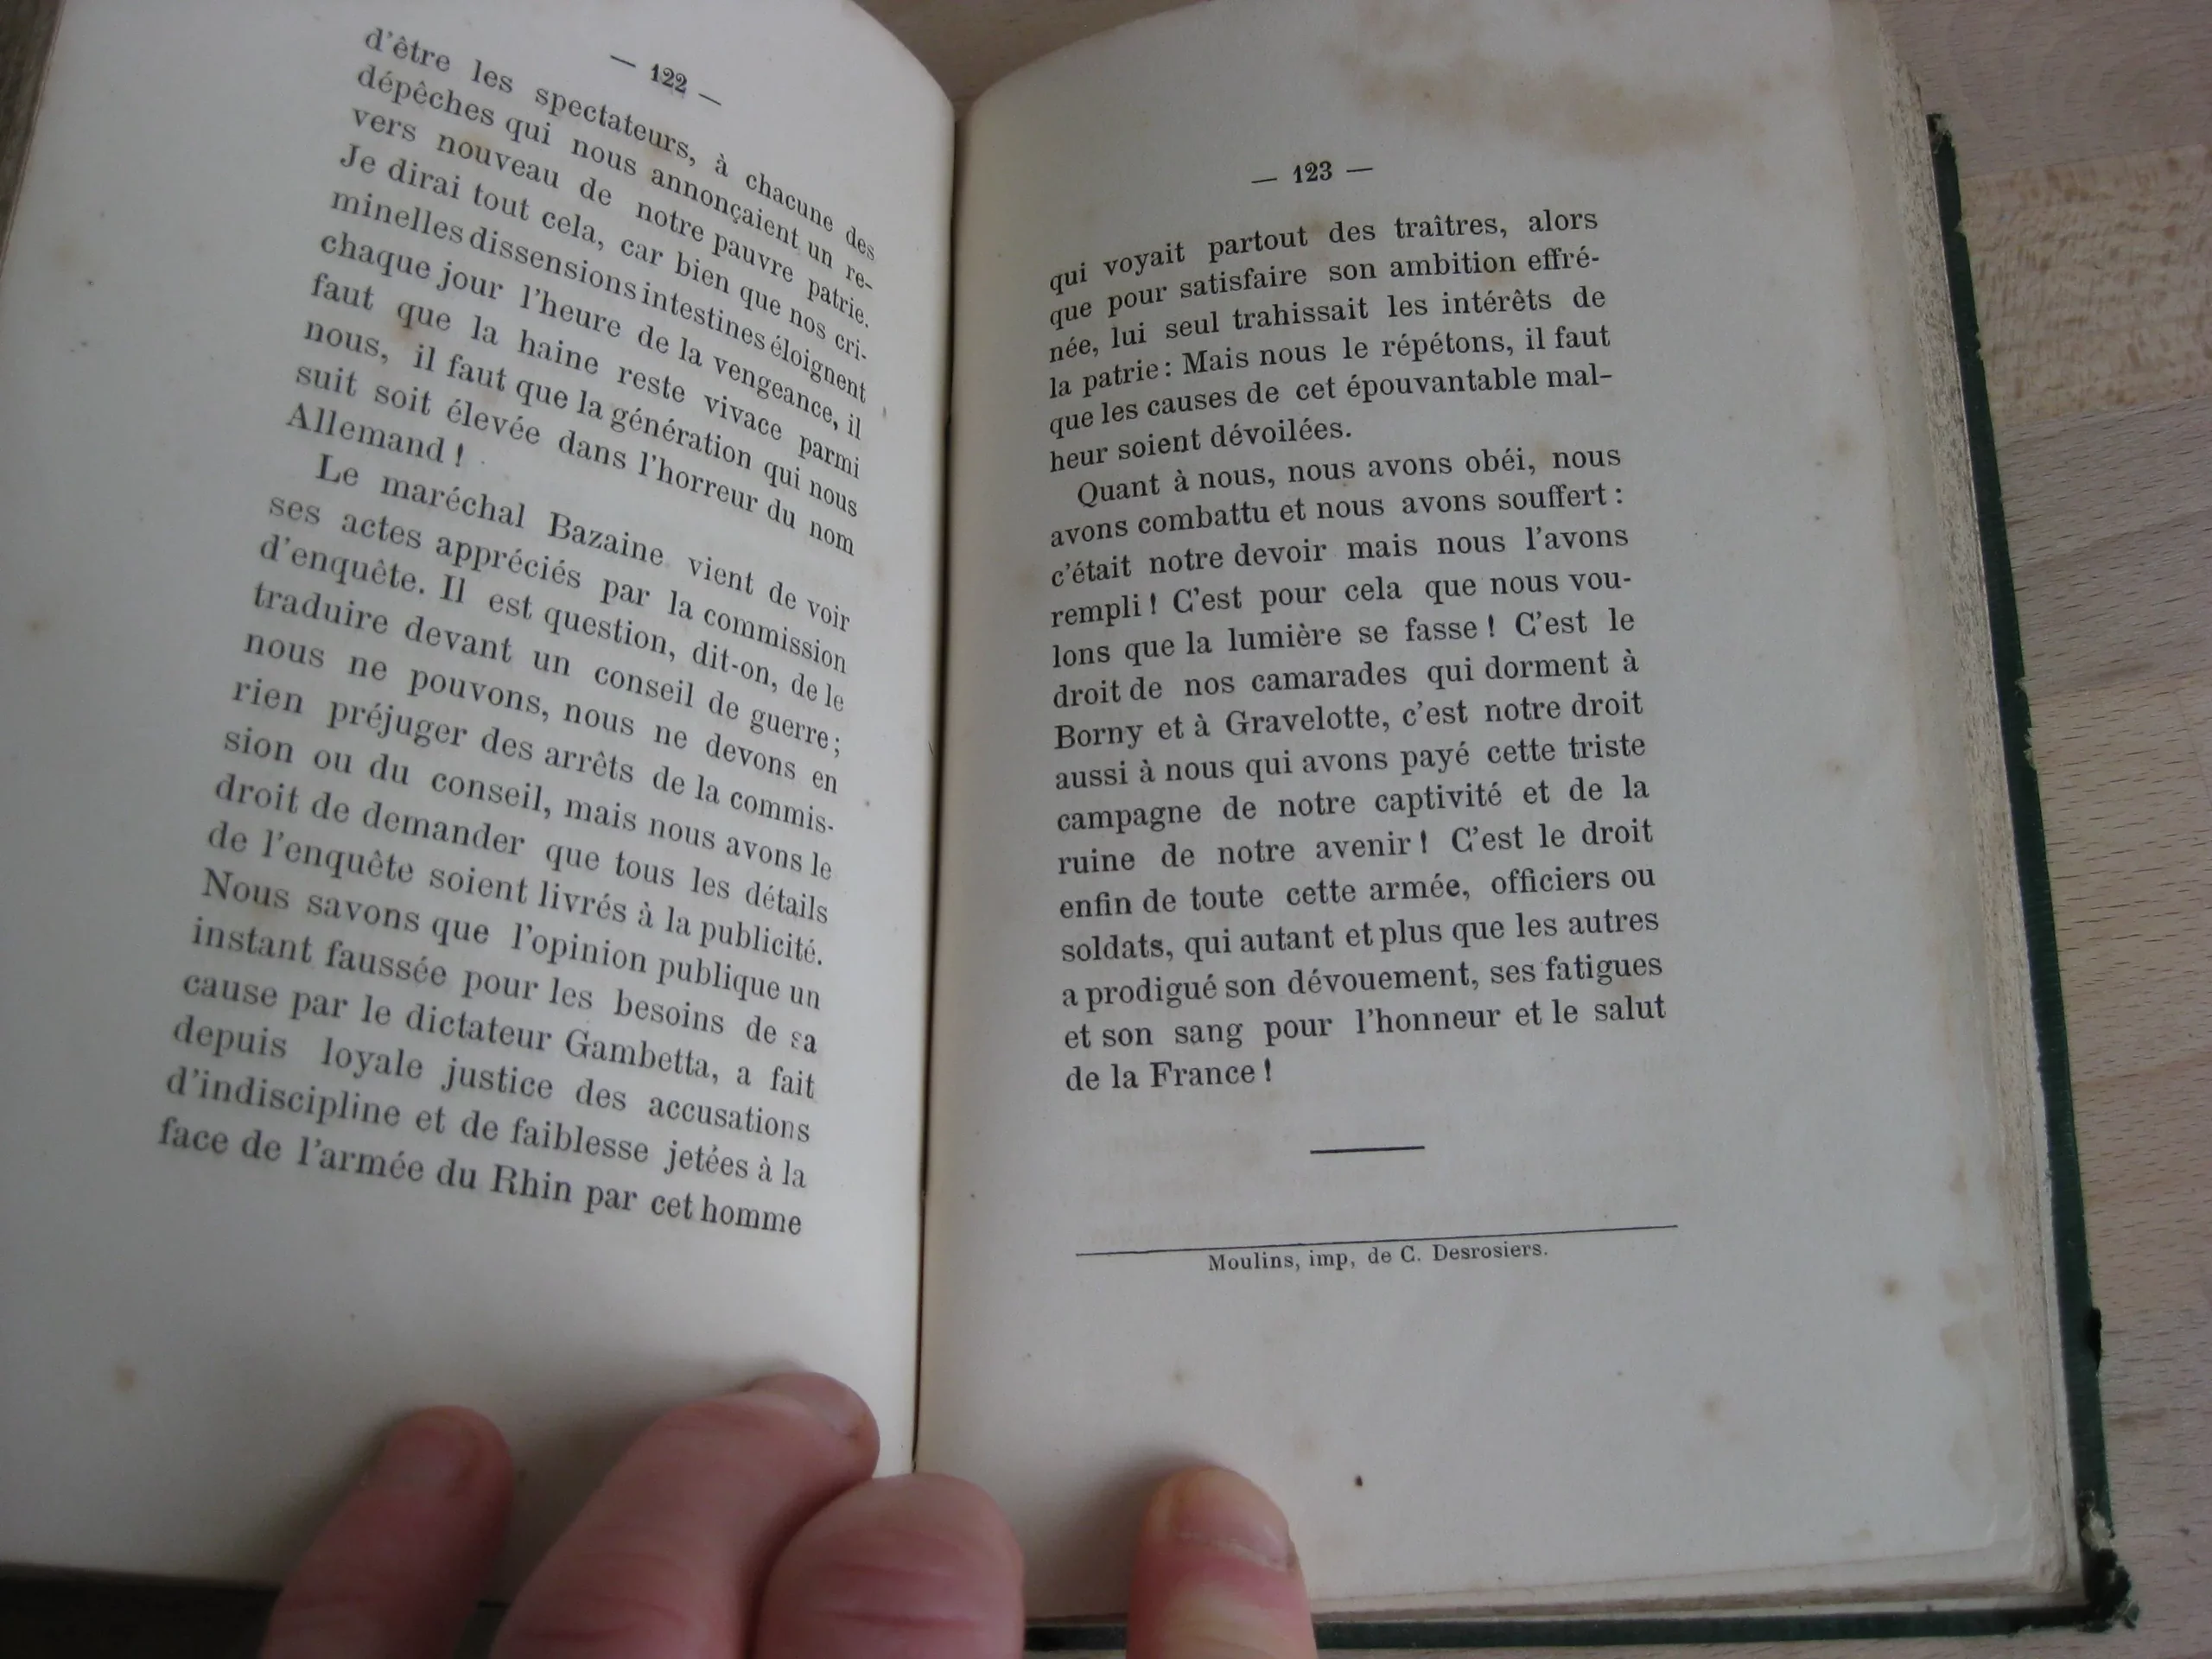 — 122 —
d'être les spectateurs, à chacune des
dépêches qui nous annonçaient un re-
vers nouveau de notre pauvre patrie.
Je dirai tout cela, car bien que nos cri-
minelles dissensions intestines éloignent
chaque jour l'heure de la vengeance, il
faut que la haine reste vivace parmi
nous, il faut que la génération qui nous
suit soit élevée dans l'horreur du nom
Allemand !
Le maréchal Bazaine vient de voir
ses actes appréciés par la commission
d'enquête. Il est question, dit-on, de le
traduire devant un conseil de guerre;
nous ne pouvons, nous ne devons en
rien préjuger des arrêts de la commis-
sion ou du conseil, mais nous avons le
droit de demander que tous les détails
de l'enquête soient livrés à la publicité.
Nous savons que l'opinion publique un
instant faussée pour les besoins de sa
cause par le dictateur Gambetta, a fait
depuis loyale justice des accusations
d'indiscipline et de faiblesse jetées à la
face de l'armée du Rhin par cet homme
— 123 —
qui voyait partout des traîtres, alors
que pour satisfaire son ambition effré-
née, lui seul trahissait les intérêts de
la patrie : Mais nous le répétons, il faut
que les causes de cet épouvantable mal-
heur soient dévoilées.
Quant à nous, nous avons obéi, nous
avons combattu et nous avons souffert :
c'était notre devoir mais nous l'avons
rempli ! C'est pour cela que nous vou-
lons que la lumière se fasse ! C'est le
droit de nos camarades qui dorment à
Borny et à Gravelotte, c'est notre droit
aussi à nous qui avons payé cette triste
campagne de notre captivité et de la
ruine de notre avenir ! C'est le droit
enfin de toute cette armée, officiers ou
soldats, qui autant et plus que les autres
a prodigué son dévouement, ses fatigues
et son sang pour l'honneur et le salut
de la France !
Moulins, imp, de C. Desrosiers.